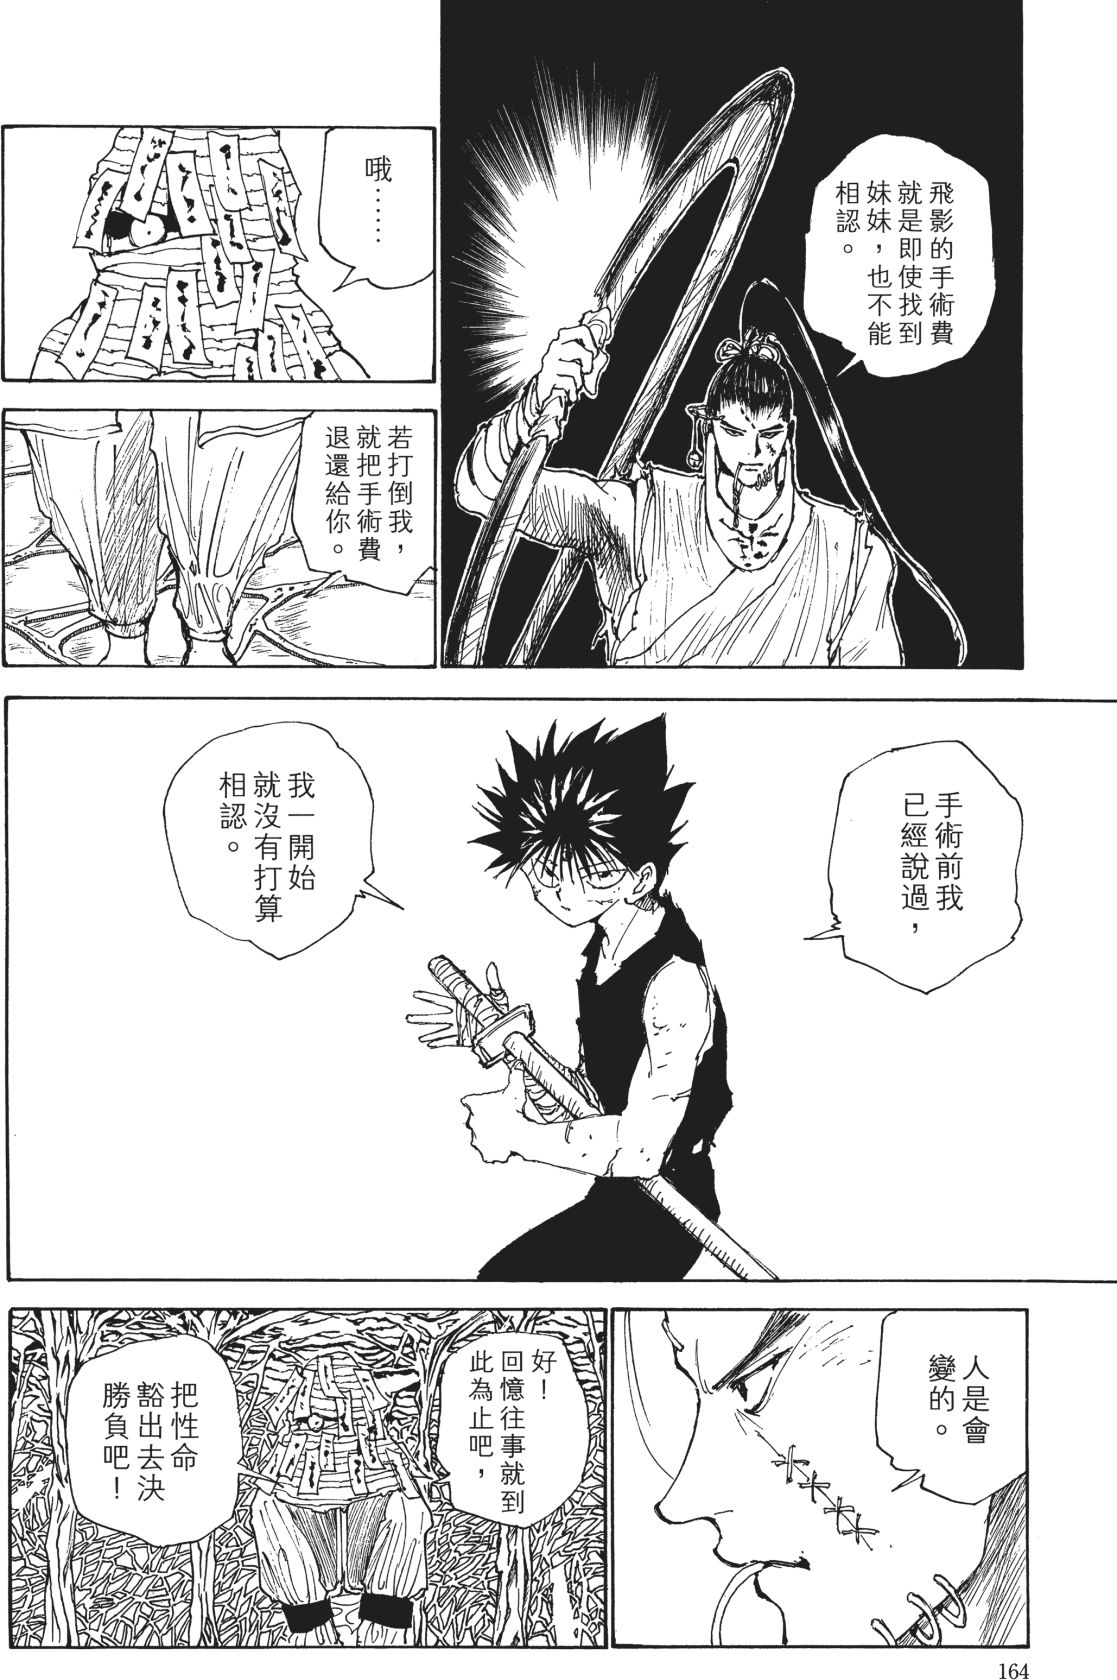 飛影的手術費
就是即使找到
妹妹，也不能
相認。
哦……
若打倒我，
就把手術費
退還給你。
手術前我
已經說過，
我一開始
就沒有打算
相認。
人是會
變的。
好！
回憶往事就到
此為止吧，
把性命
豁出去決
勝負吧！
164